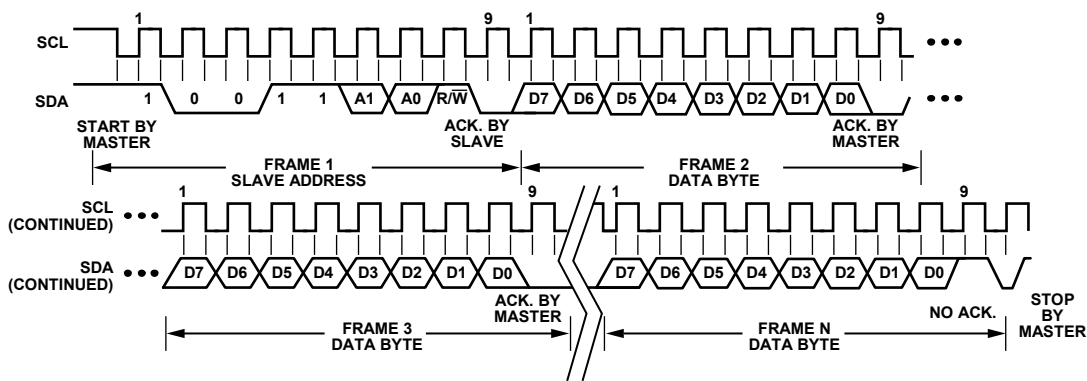 1 9 1 9
SCL
SDA 1 0 0 1 1 A1 A0 R/W̅ D7 D6 D5 D4 D3 D2 D1 D0
START BY
MASTER
ACK. BY
SLAVE
ACK. BY
MASTER
FRAME 1
SLAVE ADDRESS
FRAME 2
DATA BYTE
1 9 1 9
SCL
(CONTINUED)
SDA
(CONTINUED)
D7 D6 D5 D4 D3 D2 D1 D0 D7 D6 D5 D4 D3 D2 D1 D0
ACK. BY
MASTER
NO ACK.
STOP
BY
MASTER
FRAME 3
DATA BYTE
FRAME N
DATA BYTE